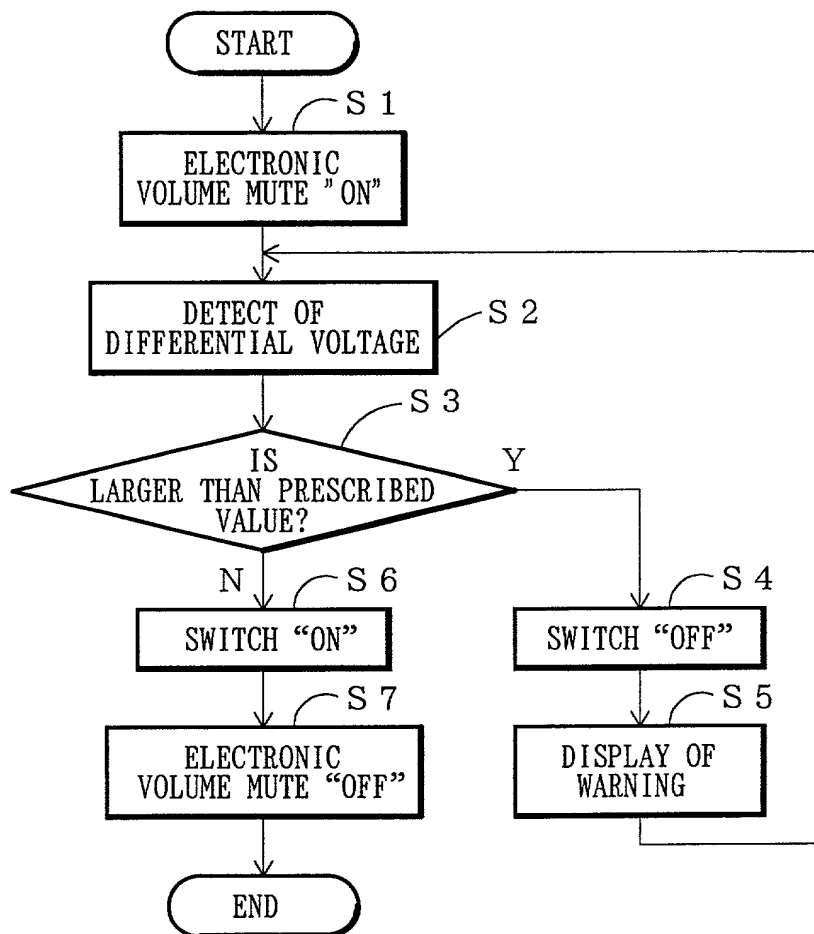 START
S 1
ELECTRONIC
VOLUME MUTE "ON"
DETECT OF
DIFFERENTIAL VOLTAGE
S 2
S 3
IS
LARGER THAN PRESCRIBED
VALUE?
Y
N
S 6
SWITCH “ON”
S 4
SWITCH “OFF”
S 7
ELECTRONIC
VOLUME MUTE “OFF”
S 5
DISPLAY OF
WARNING
END